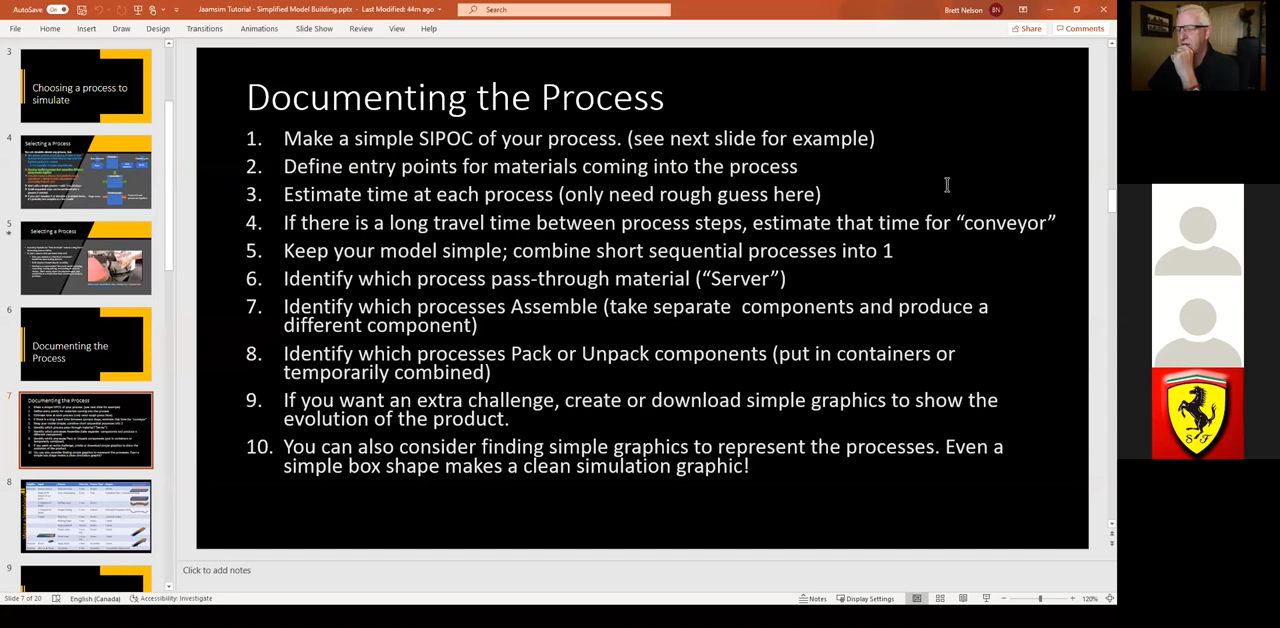 AutoSave
On
Jaamsim Tutorial - Simplified Model Building.pptx - Last Modified: 44m ago
Search
Brett Nelson
BN
File Home Insert Draw Design Transitions Animations Slide Show Review View Help
Share
Comments
3
Choosing a process to
simulate
4
Selecting a Process
5
Selecting a Process
6
Documenting the
Process
7
Documenting the Process
8
9
Documenting the Process
1. Make a simple SIPOC of your process. (see next slide for example)
2. Define entry points for materials coming into the process
3. Estimate time at each process (only need rough guess here)
4. If there is a long travel time between process steps, estimate that time for “conveyor”
5. Keep your model simple; combine short sequential processes into 1
6. Identify which process pass-through material (“Server”)
7. Identify which processes Assemble (take separate components and produce a
different component)
8. Identify which processes Pack or Unpack components (put in containers or
temporarily combined)
9. If you want an extra challenge, create or download simple graphics to show the
evolution of the product.
10. You can also consider finding simple graphics to represent the processes. Even a
simple box shape makes a clean simulation graphic!
Click to add notes
S F
Slide 7 of 20
English (Canada)
Accessibility: Investigate
Notes
Display Settings
120%